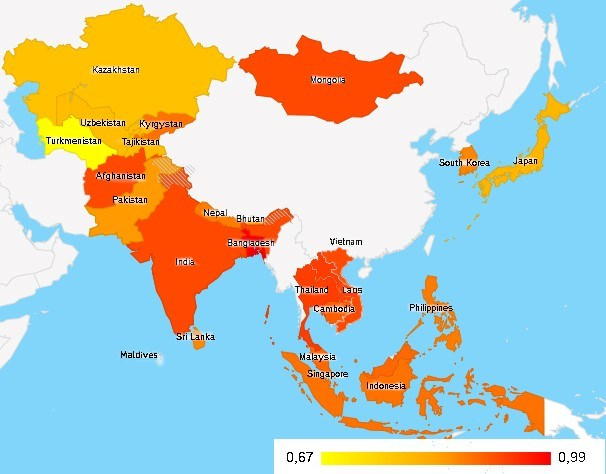 Kazakhstan
Mongolia
Uzbekistan
Kyrgystan
Turkmenistan
Tajikistan
South Korea
Japan
Afghanistan
Pakistan
Nepal
Bhutan
Bangladesh
Vietnam
India
Thailand
Laos
Cambodia
Philippines
Sri Lanka
Maldives
Malaysia
Singapore
Indonesia
0,67
0,99